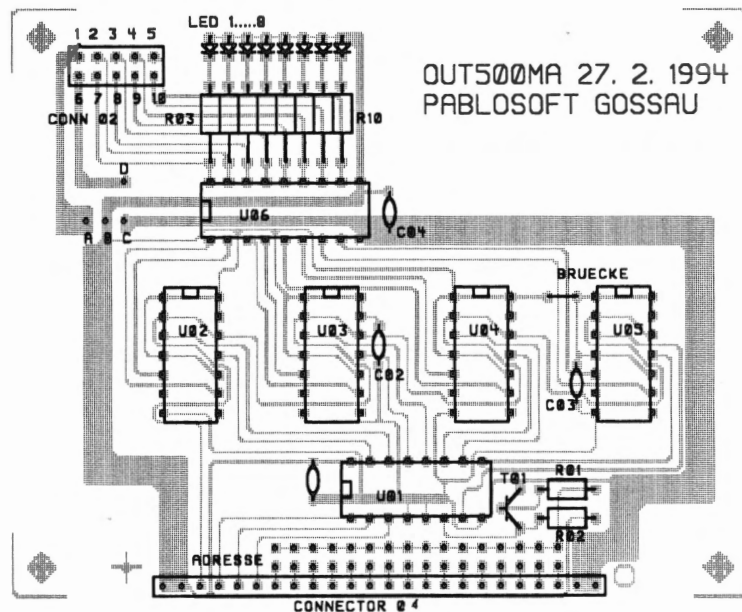 LED 1.....8
1 2 3 4 5
OUT500MA 27. 2. 1994
PABLOSOFT GOSSAU
6 7 8 9 10
CONN 02
R03
R10
D
U06
A B C
C04
BRUECKE
U02
U03
U04
U05
C02
C03
U01
T01
R01
R02
ADRESSE
CONNECTOR 04